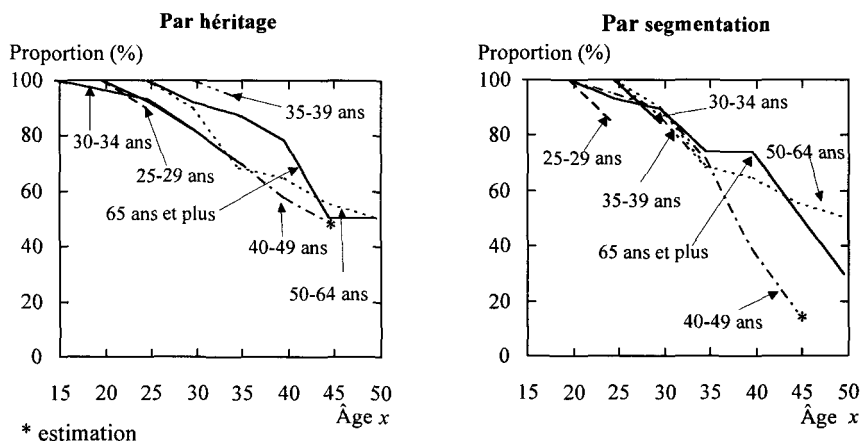 Par héritage
Proportion (%)
100
80
60
40
20
0
15 20 25 30 35 40 45 50
Âge x
35-39 ans
30-34 ans
25-29 ans
65 ans et plus
40-49 ans
50-64 ans
*
* estimation
Par segmentation
Proportion (%)
100
80
60
40
20
0
15 20 25 30 35 40 45 50
Âge x
30-34 ans
25-29 ans
50-64 ans
35-39 ans
65 ans et plus
40-49 ans
*